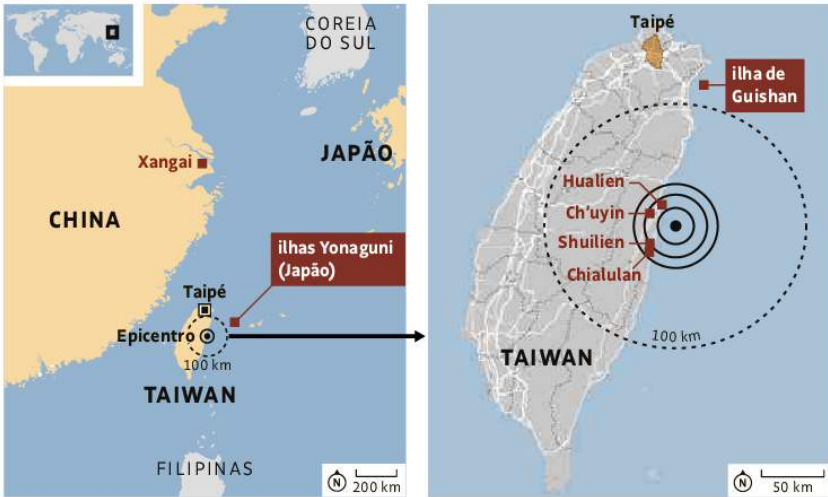 COREIA
DO SUL
Xangai
JAPÃO
CHINA
ilhas Yonaguni
(Japão)
Taipé
Epicentro
100 km
TAIWAN
FILIPINAS
N
200 km
Taipé
ilha de
Guishan
Hualien
Ch'uyin
Shuilien
Chialulan
100 km
TAIWAN
N
50 km